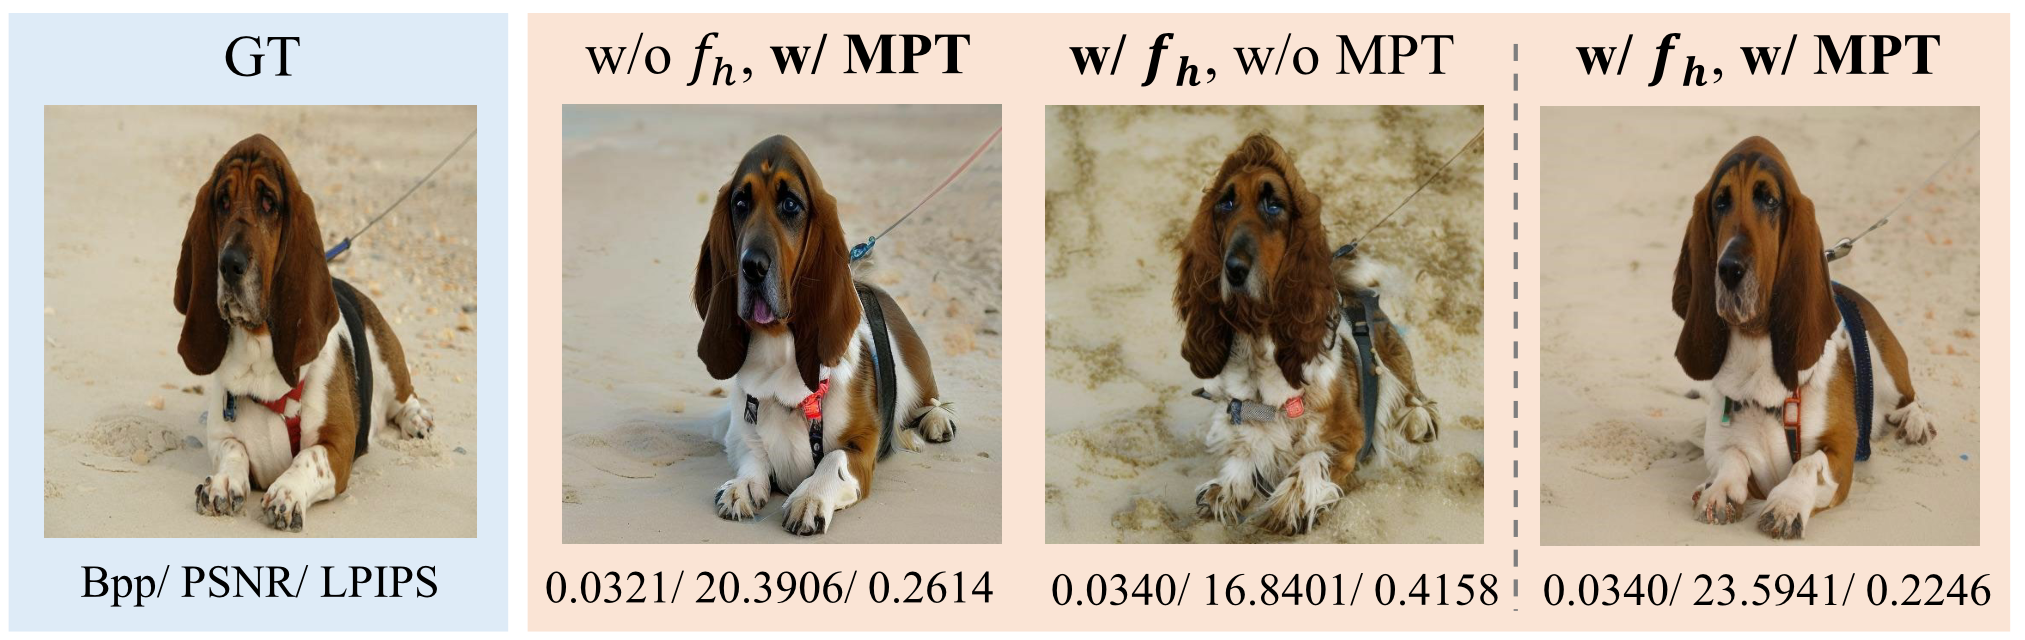 GT
w/o f_h, w/ MPT
w/ f_h, w/o MPT
w/ f_h, w/ MPT
Bpp/ PSNR/ LPIPS
0.0321/ 20.3906/ 0.2614
0.0340/ 16.8401/ 0.4158
0.0340/ 23.5941/ 0.2246